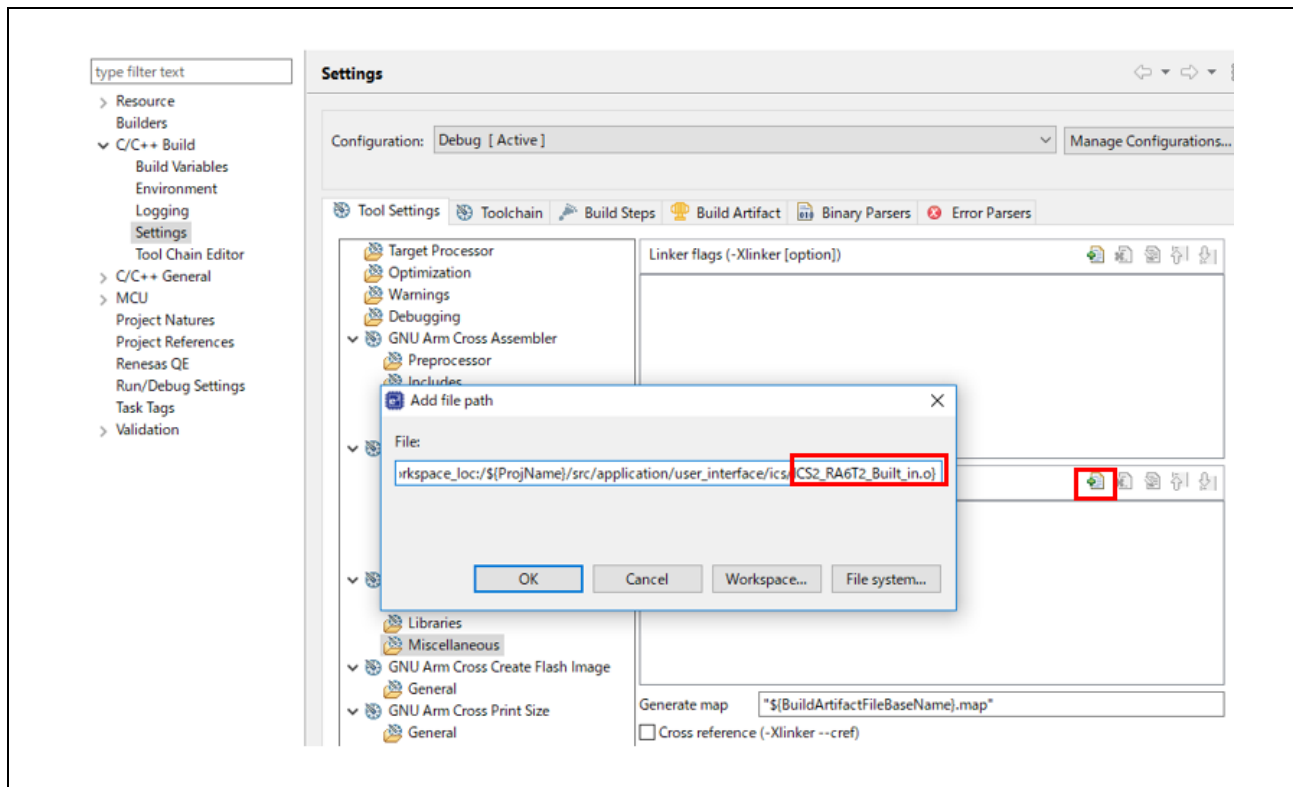 type filter text
Resource
Builders
C/C++ Build
Build Variables
Environment
Logging
Settings
Tool Chain Editor
C/C++ General
MCU
Project Natures
Project References
Renesas QE
Run/Debug Settings
Task Tags
Validation
Settings
Configuration: Debug [ Active ] Manage Configurations...
Tool Settings Toolchain Build Steps Build Artifact Binary Parsers Error Parsers
Target Processor
Optimization
Warnings
Debugging
GNU Arm Cross Assembler
Preprocessor
Includes
Linker flags (-Xlinker [option])
Add file path
File:
rkspace_loc:/${ProjName}/src/application/user_interface/ics/ICS2_RA6T2_Built_in.o}
OK Cancel Workspace... File system...
Libraries
Miscellaneous
GNU Arm Cross Create Flash Image
General
GNU Arm Cross Print Size
General
Generate map "${BuildArtifactFileBaseName}.map"
Cross reference (-Xlinker --cref)